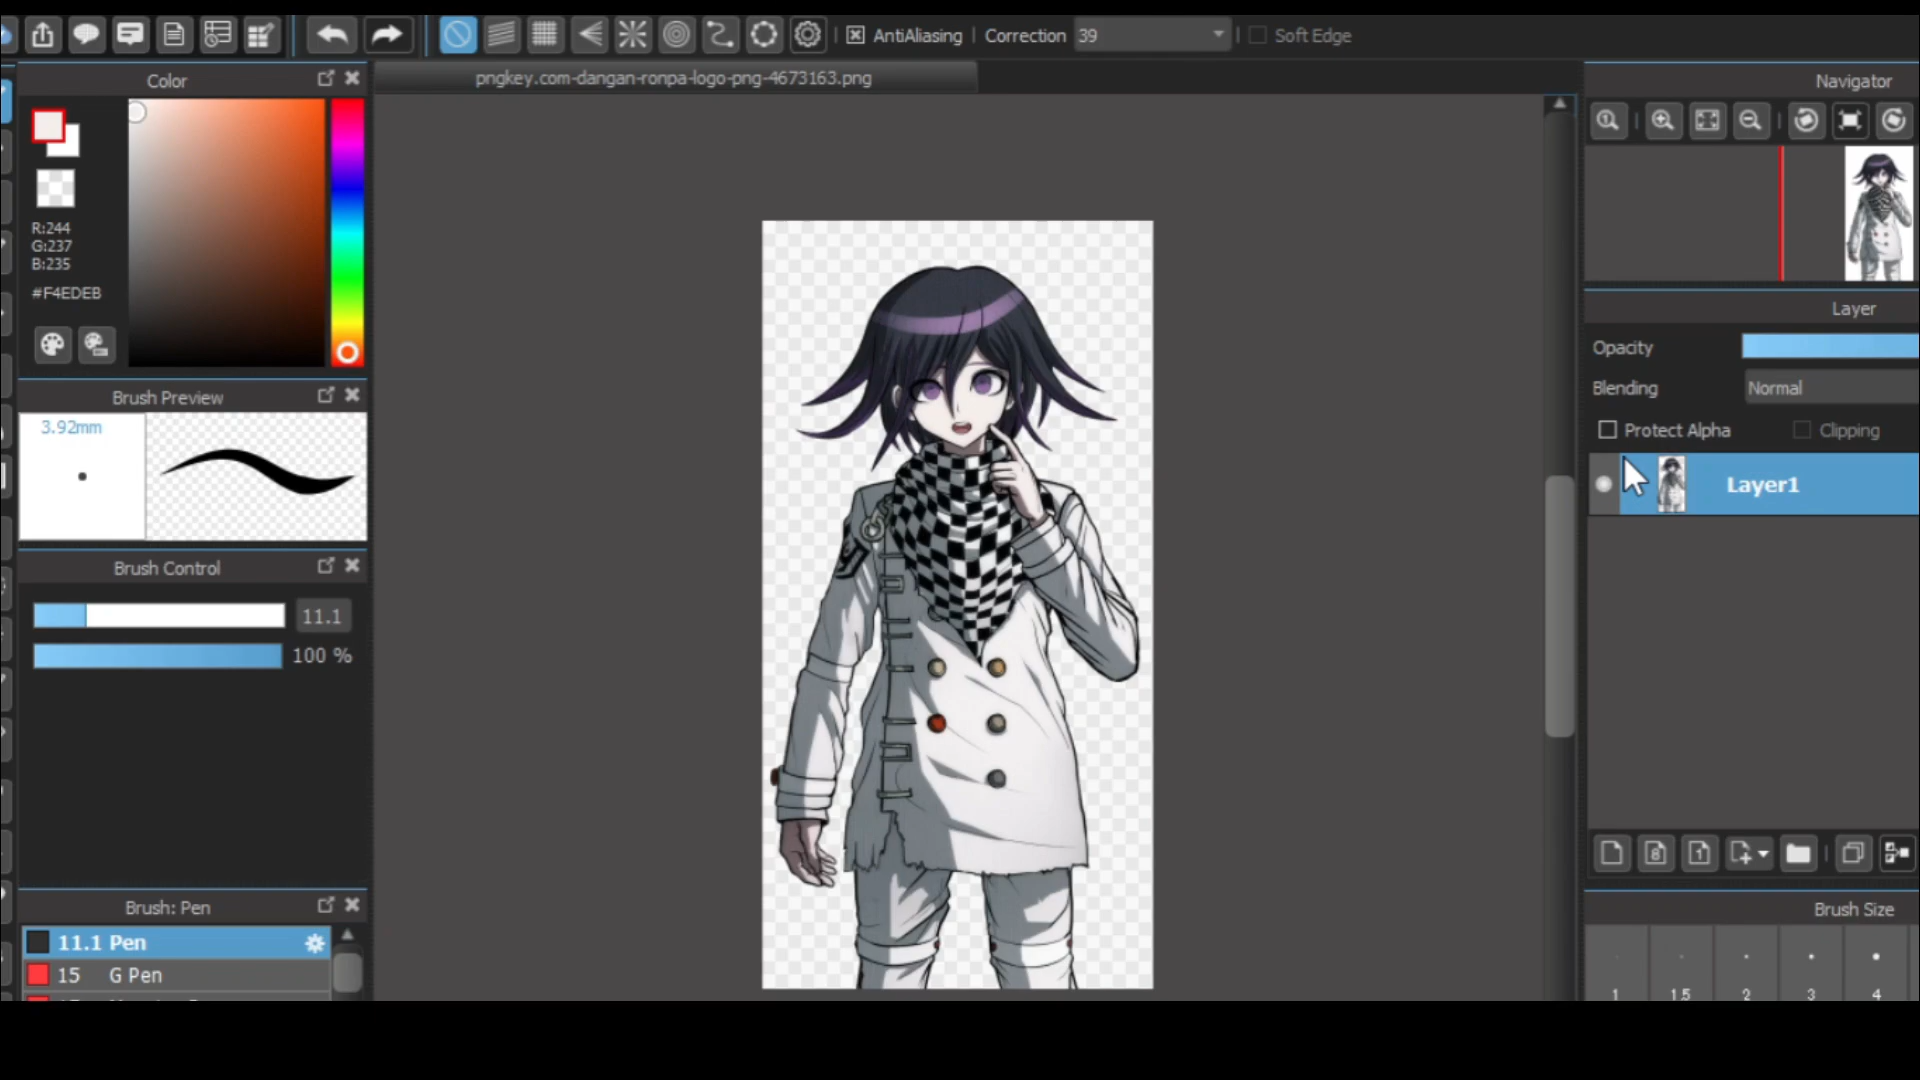 AntiAliasing
Correction 39
Soft Edge
Color
pngkey.com-dangan-ronpa-logo-png-4673163.png
Navigator
R:244
G:237
B:235
#F4EDEB
Layer
Opacity
Blending Normal
Protect Alpha
Clipping
Layer1
Brush Preview
3.92mm
Brush Control
11.1
100 %
Brush: Pen
11.1 Pen
15 G Pen
8
1
Brush Size
1 1.5 2 3 4